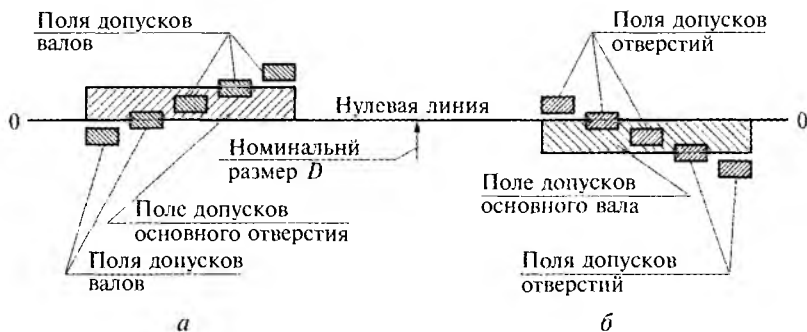 Поля допусков
валов
Поля допусков
отверстий
0
Нулевая линия
0
Номинальнй
размер D
Поле допусков
основного отверстия
Поле допусков
основного вала
Поля допусков
валов
Поля допусков
отверстий
а
б